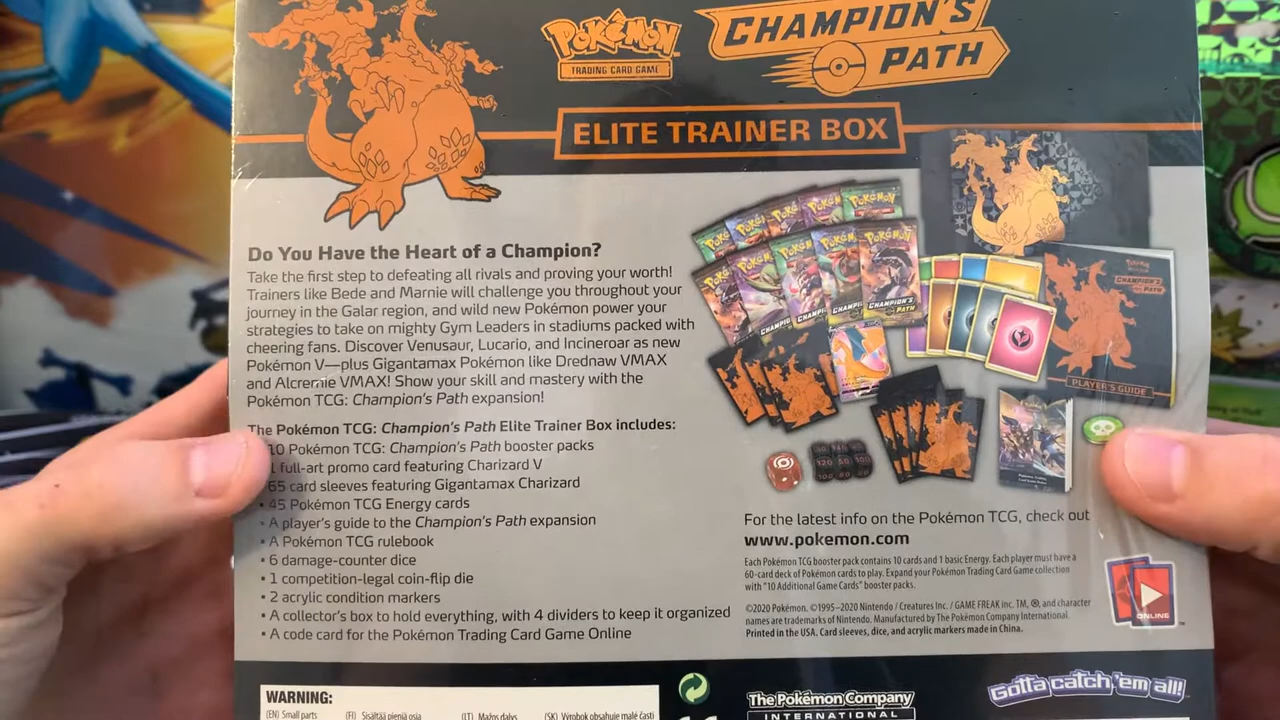 POKÉMON
TRADING CARD GAME
CHAMPION'S
PATH
ELITE TRAINER BOX
Do You Have the Heart of a Champion?
Take the first step to defeating all rivals and proving your worth!
Trainers like Bede and Marnie will challenge you throughout your
journey in the Galar region, and wild new Pokémon power your
strategies to take on mighty Gym Leaders in stadiums packed with
cheering fans. Discover Venusaur, Lucario, and Incineroar as new
Pokémon V—plus Gigantamax Pokémon like Drednaw VMAX
and Alcremie VMAX! Show your skill and mastery with the
Pokémon TCG: Champion's Path expansion!
The Pokémon TCG: Champion's Path Elite Trainer Box includes:
10 Pokémon TCG: Champion's Path booster packs
1 full-art promo card featuring Charizard V
65 card sleeves featuring Gigantamax Charizard
• 45 Pokémon TCG Energy cards
• A player's guide to the Champion's Path expansion
• A Pokémon TCG rulebook
• 6 damage-counter dice
• 1 competition-legal coin-flip die
• 2 acrylic condition markers
• A collector's box to hold everything, with 4 dividers to keep it organized
• A code card for the Pokémon Trading Card Game Online
POKÉMON
CHAMPION'S
PATH
CHAMPION'S
PATH
PLAYER'S GUIDE
For the latest info on the Pokémon TCG, check out
www.pokemon.com
Each Pokémon TCG booster pack contains 10 cards and 1 basic Energy. Each player must have a
60-card deck of Pokémon cards to play. Expand your Pokémon Trading Card Game collection
with "10 Additional Game Cards" booster packs.
©2020 Pokémon. ©1995–2020 Nintendo / Creatures Inc. / GAME FREAK inc. TM, ®, and character
names are trademarks of Nintendo. Manufactured by The Pokémon Company International.
Printed in the USA. Card sleeves, dice, and acrylic markers made in China.
ONLINE
WARNING:
(EN) Small parts
(FI) Sisältää pieniä osia
(LT) Mažos dalys
(SK) Výrobok obsahuje malé časti
The Pokémon Company
INTERNATIONAL
Gotta catch 'em all!